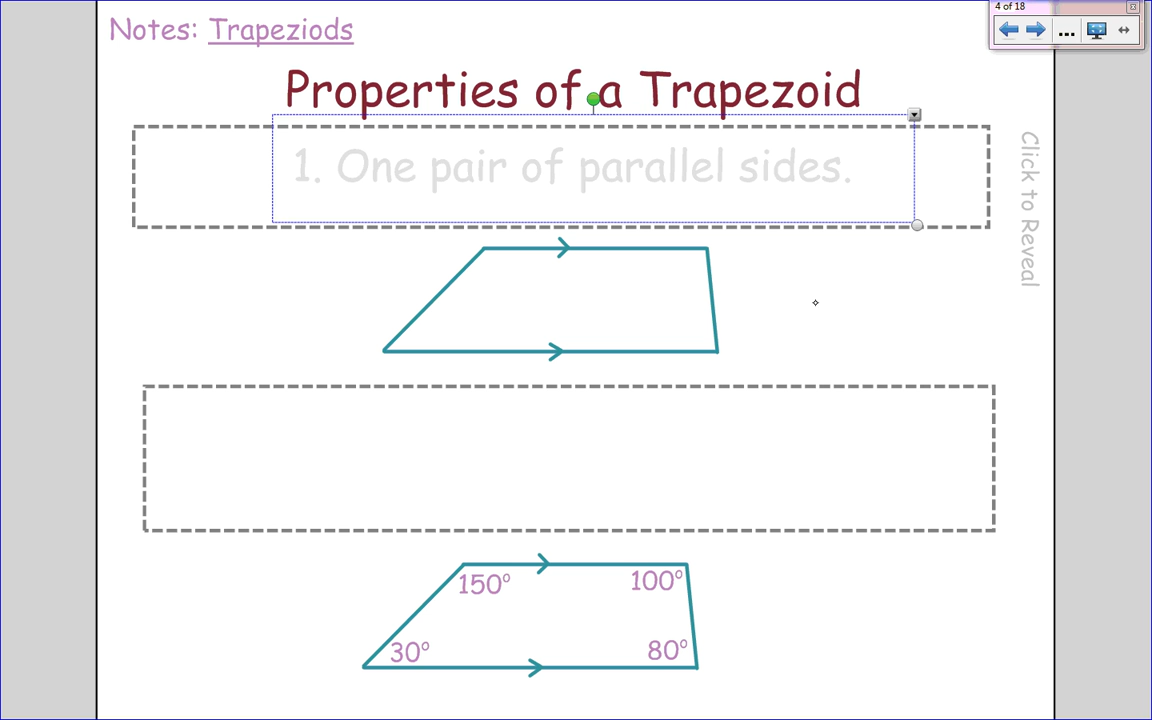 4 of 18
Notes: Trapeziods
Properties of a Trapezoid
1. One pair of parallel sides.
Click to Reveal
150° 100°
30° 80°